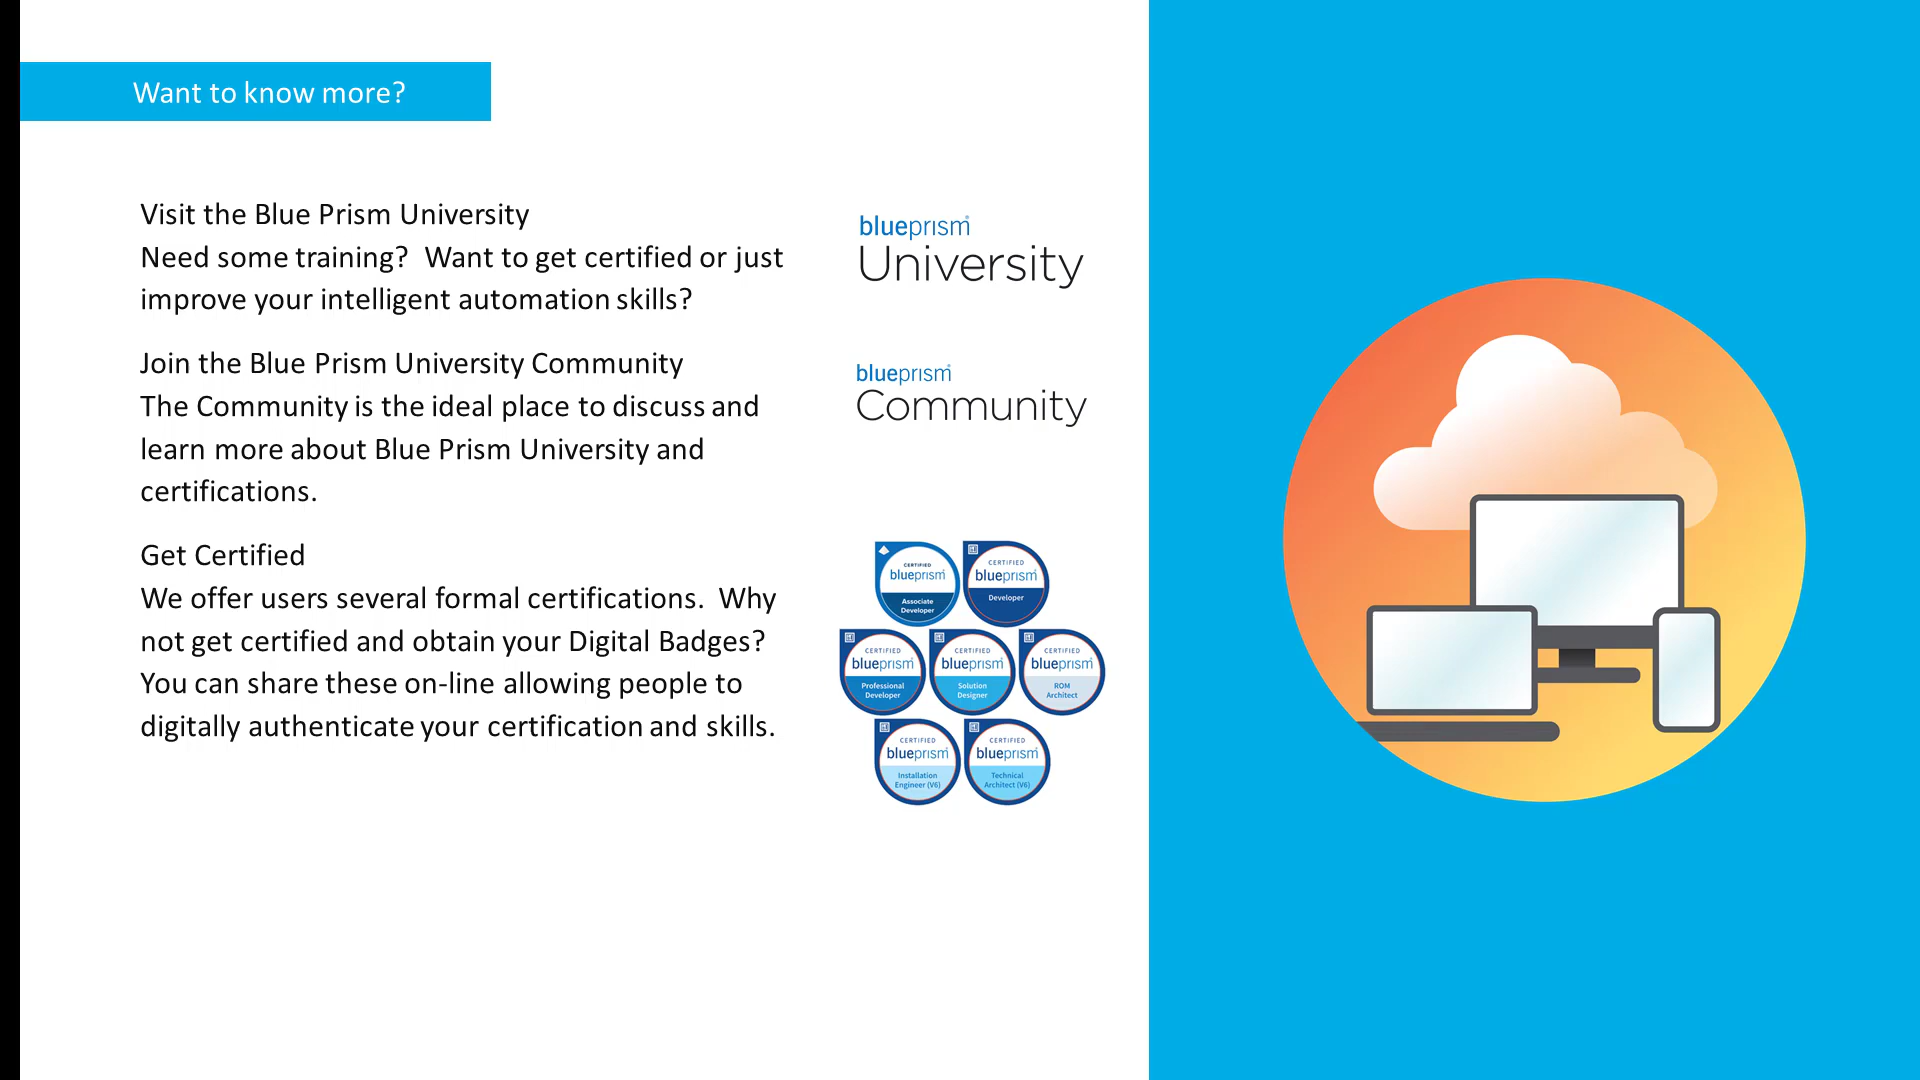 Want to know more?
Visit the Blue Prism University
Need some training?  Want to get certified or just
improve your intelligent automation skills?
Join the Blue Prism University Community
The Community is the ideal place to discuss and
learn more about Blue Prism University and
certifications.
Get Certified
We offer users several formal certifications.  Why
not get certified and obtain your Digital Badges?
You can share these on-line allowing people to
digitally authenticate your certification and skills.
blueprism®
University
blueprism®
Community
CERTIFIED
blueprism®
Associate
Developer
CERTIFIED
blueprism®
Developer
CERTIFIED
blueprism®
Professional
Developer
CERTIFIED
blueprism®
Solution
Designer
CERTIFIED
blueprism®
ROM
Architect
CERTIFIED
blueprism®
Installation
Engineer (V6)
CERTIFIED
blueprism®
Technical
Architect (V6)